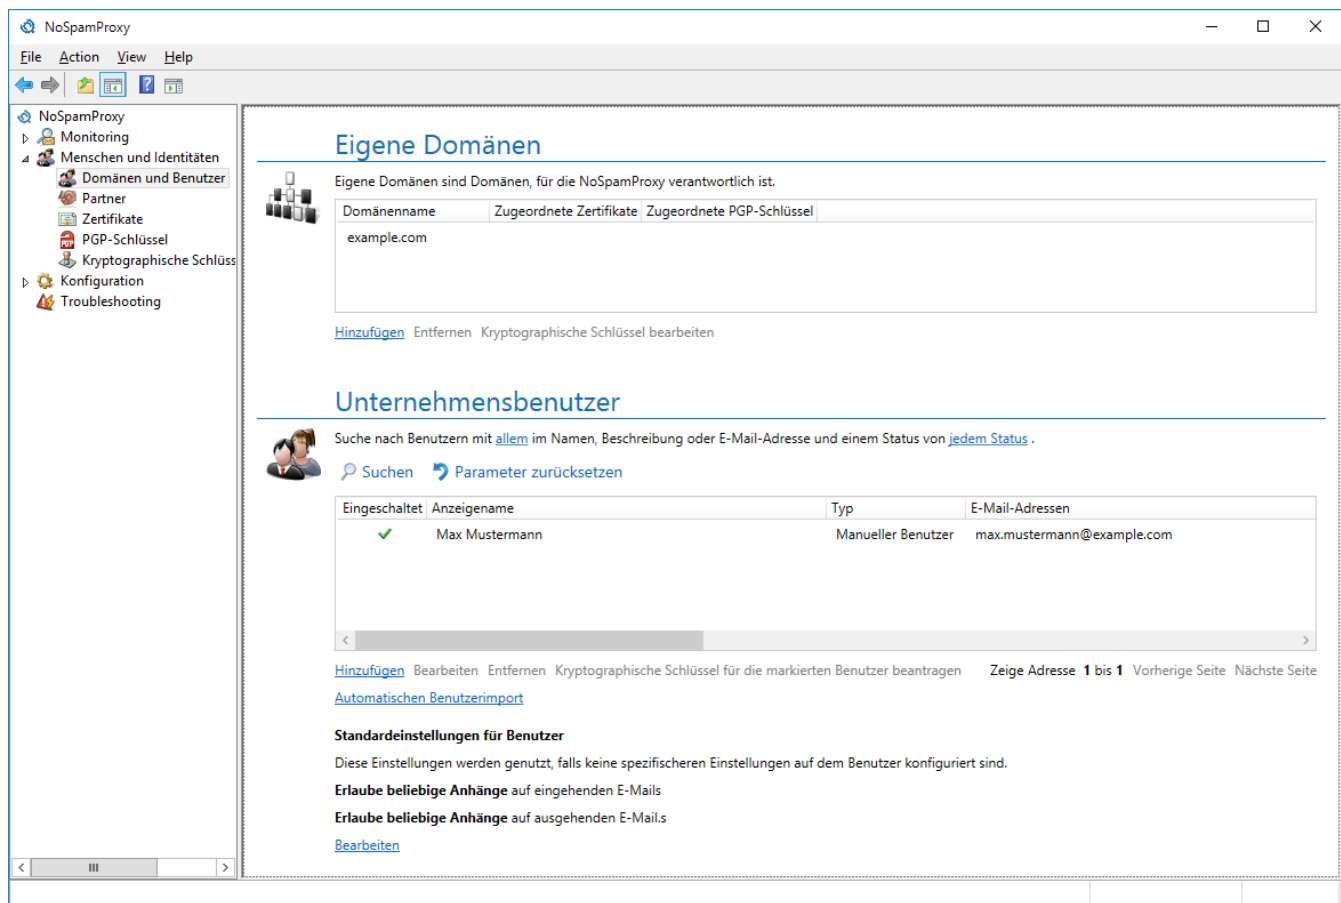 NoSpamProxy
File Action View Help
NoSpamProxy
Monitoring
Menschen und Identitäten
Domänen und Benutzer
Partner
Zertifikate
PGP-Schlüssel
Kryptographische Schlüss
Konfiguration
Troubleshooting
Eigene Domänen
Eigene Domänen sind Domänen, für die NoSpamProxy verantwortlich ist.
Domänenname Zugeordnete Zertifikate Zugeordnete PGP-Schlüssel
example.com
Hinzufügen Entfernen Kryptographische Schlüssel bearbeiten
Unternehmensbenutzer
Suche nach Benutzern mit allem im Namen, Beschreibung oder E-Mail-Adresse und einem Status von jedem Status .
Suchen Parameter zurücksetzen
Eingeschaltet Anzeigename Typ E-Mail-Adressen
Max Mustermann Manueller Benutzer max.mustermann@example.com
Hinzufügen Bearbeiten Entfernen Kryptographische Schlüssel für die markierten Benutzer beantragen Zeige Adresse 1 bis 1 Vorherige Seite Nächste Seite
Automatischen Benutzerimport
Standardeinstellungen für Benutzer
Diese Einstellungen werden genutzt, falls keine spezifischeren Einstellungen auf dem Benutzer konfiguriert sind.
Erlaube beliebige Anhänge auf eingehenden E-Mails
Erlaube beliebige Anhänge auf ausgehenden E-Mail.s
Bearbeiten